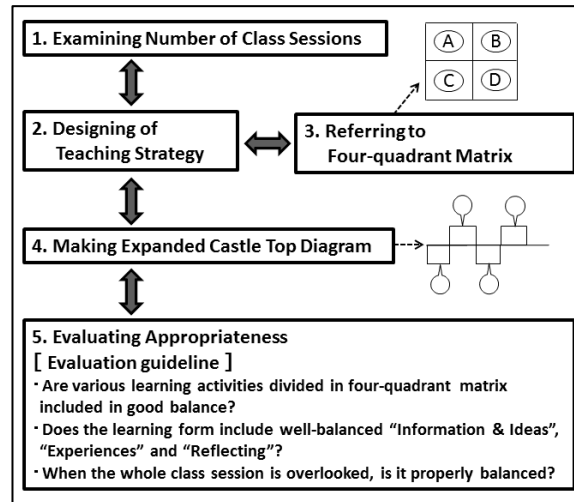 1. Examining Number of Class Sessions
A B
C D
2. Designing of
Teaching Strategy
3. Referring to
Four-quadrant Matrix
4. Making Expanded Castle Top Diagram
5. Evaluating Appropriateness
[ Evaluation guideline ]
・Are various learning activities divided in four-quadrant matrix
included in good balance?
・Does the learning form include well-balanced “Information & Ideas”,
“Experiences” and “Reflecting”?
・When the whole class session is overlooked, is it properly balanced?